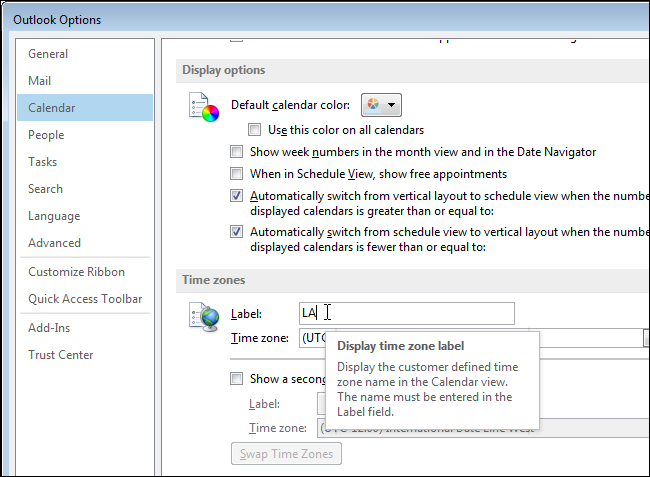 Outlook Options
General
Mail
Calendar
People
Tasks
Search
Language
Advanced
Customize Ribbon
Quick Access Toolbar
Add-Ins
Trust Center
Display options
Default calendar color:
Use this color on all calendars
Show week numbers in the month view and in the Date Navigator
When in Schedule View, show free appointments
Automatically switch from vertical layout to schedule view when the numbe
displayed calendars is greater than or equal to:
Automatically switch from schedule view to vertical layout when the numbe
displayed calendars is fewer than or equal to:
Time zones
Label: LA
Time zone: (UTC
Display time zone label
Display the customer defined time
zone name in the Calendar view.
The name must be entered in the
Label field.
Show a secon
Label:
Time zone: International Date Line West
Swap Time Zones